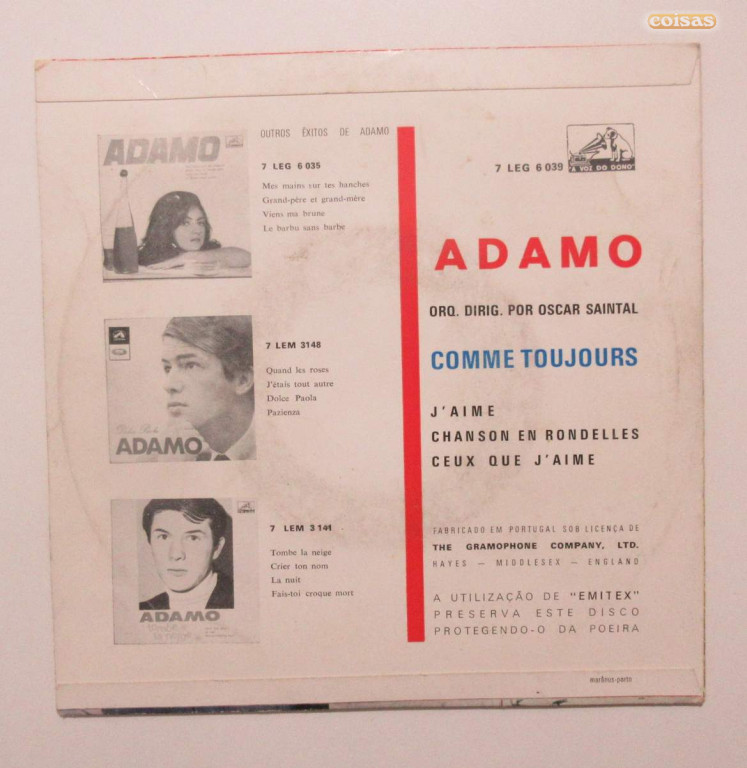 coisas
OUTROS ÊXITOS DE ADAMO
ADAMO
7 LEG 6 035
Mes mains sur tes hanches
Grand-père et grand-mère
Viens ma brune
Le barbu sans barbe
7 LEM 3148
Quand les roses
J'étais tout autre
Dolce Paola
Pazienza
Dolce Paola
ADAMO
7 LEM 3141
Tombe la neige
Crier ton nom
La nuit
Fais-toi croque mort
ADAMO
7 LEG 6 039
"A VOZ DO DONO"
ADAMO
ORQ. DIRIG. POR OSCAR SAINTAL
COMME TOUJOURS
J'AIME
CHANSON EN RONDELLES
CEUX QUE J'AIME
FABRICADO EM PORTUGAL SOB LICENÇA DE
THE GRAMOPHONE COMPANY, LTD.
HAYES — MIDDLESEX — ENGLAND
A UTILIZAÇÃO DE "EMITEX"
PRESERVA ESTE DISCO
PROTEGENDO-O DA POEIRA
marânus-porto